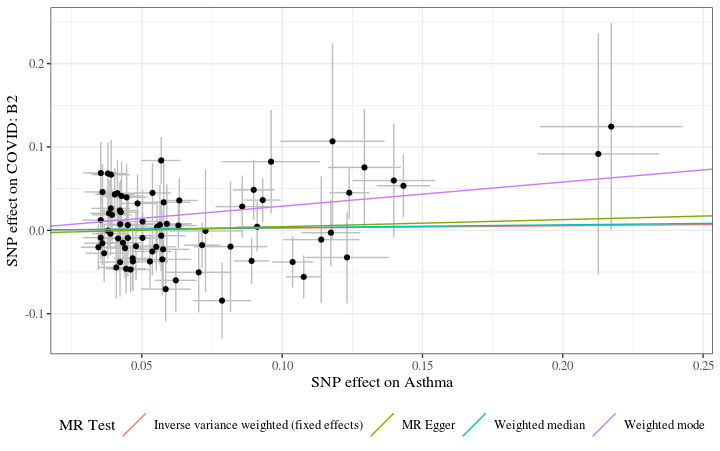 SNP effect on COVID: B2
0.2
0.1
0.0
-0.1
0.05
0.10
0.15
0.20
0.25
SNP effect on Asthma
MR Test
Inverse variance weighted (fixed effects)
MR Egger
Weighted median
Weighted mode